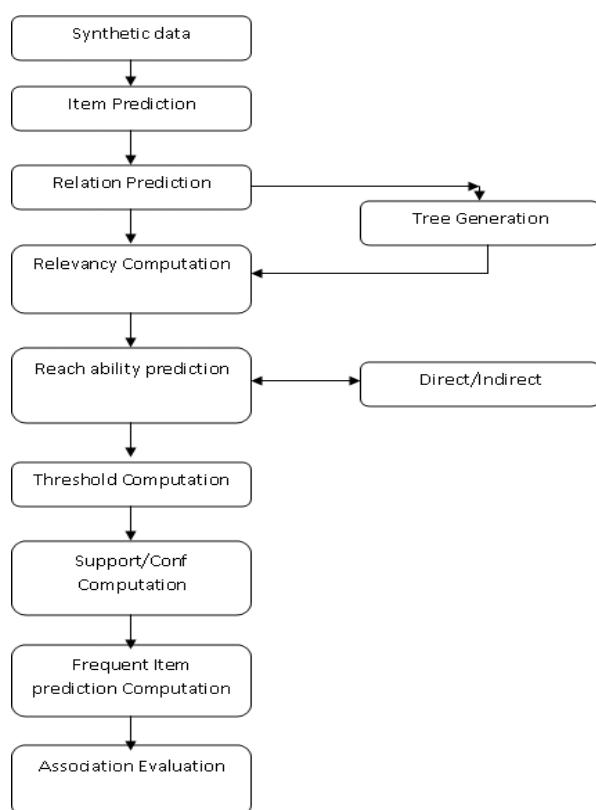 Synthetic data
Item Prediction
Relation Prediction
Tree Generation
Relevancy Computation
Reach ability prediction
Direct/Indirect
Threshold Computation
Support/Conf
Computation
Frequent Item
prediction Computation
Association Evaluation